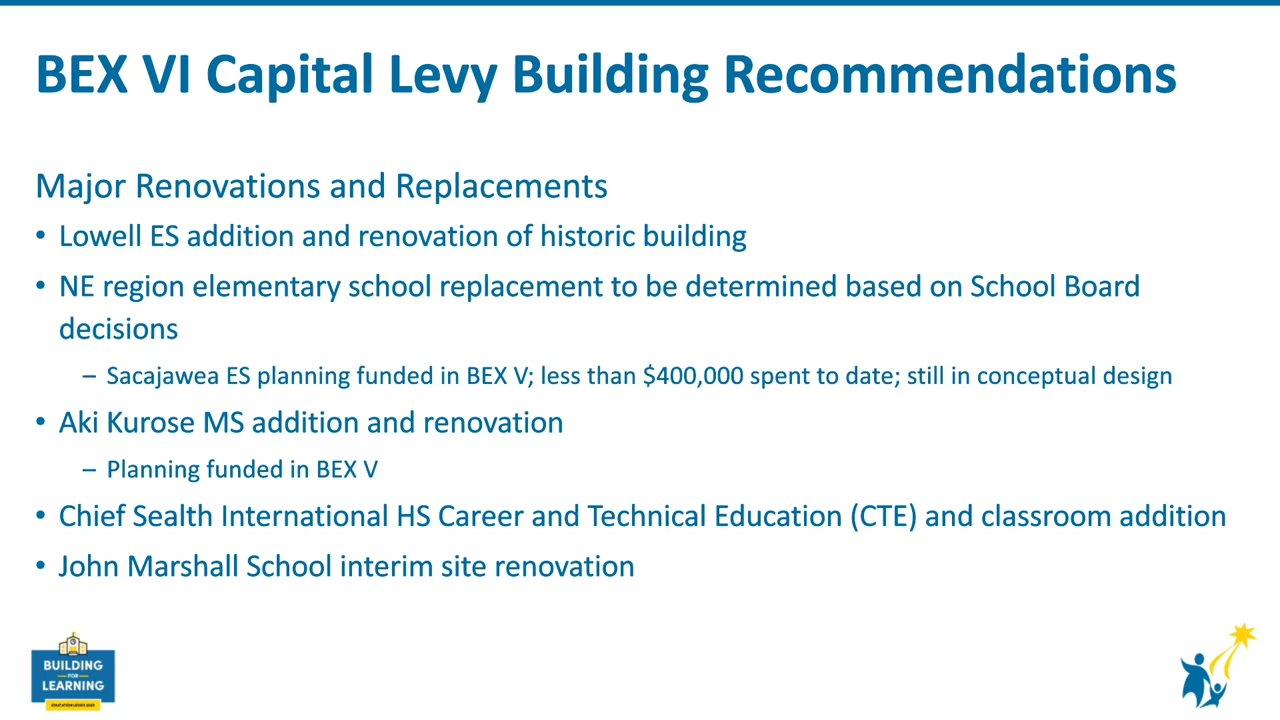 BEX VI Capital Levy Building Recommendations
Major Renovations and Replacements
• Lowell ES addition and renovation of historic building
• NE region elementary school replacement to be determined based on School Board
decisions
– Sacajawea ES planning funded in BEX V; less than $400,000 spent to date; still in conceptual design
• Aki Kurose MS addition and renovation
– Planning funded in BEX V
• Chief Sealth International HS Career and Technical Education (CTE) and classroom addition
• John Marshall School interim site renovation
BUILDING
FOR
LEARNING